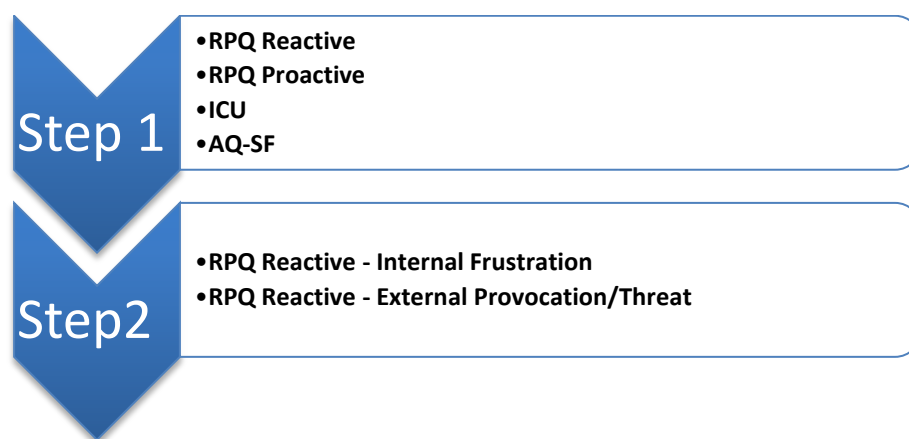 Step 1
•RPQ Reactive
•RPQ Proactive
•ICU
•AQ-SF
Step2
•RPQ Reactive - Internal Frustration
•RPQ Reactive - External Provocation/Threat